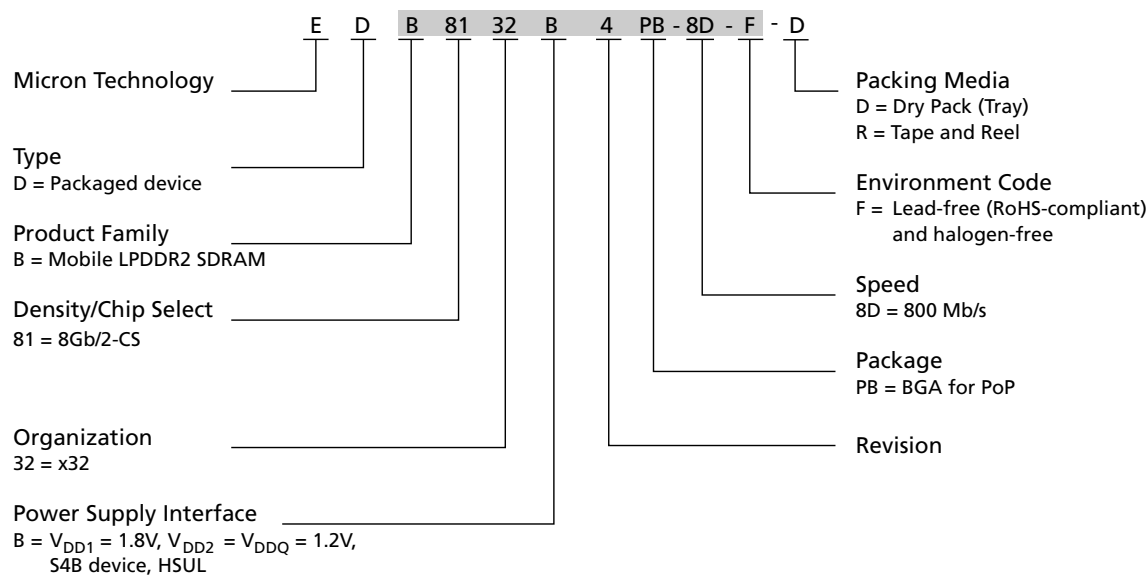 E D B 81 32 B 4 PB - 8D - F - D
Micron Technology
Type
D = Packaged device
Product Family
B = Mobile LPDDR2 SDRAM
Density/Chip Select
81 = 8Gb/2-CS
Organization
32 = x32
Power Supply Interface
B = VDD1 = 1.8V, VDD2 = VDDQ = 1.2V,
S4B device, HSUL
Packing Media
D = Dry Pack (Tray)
R = Tape and Reel
Environment Code
F = Lead-free (RoHS-compliant)
and halogen-free
Speed
8D = 800 Mb/s
Package
PB = BGA for PoP
Revision